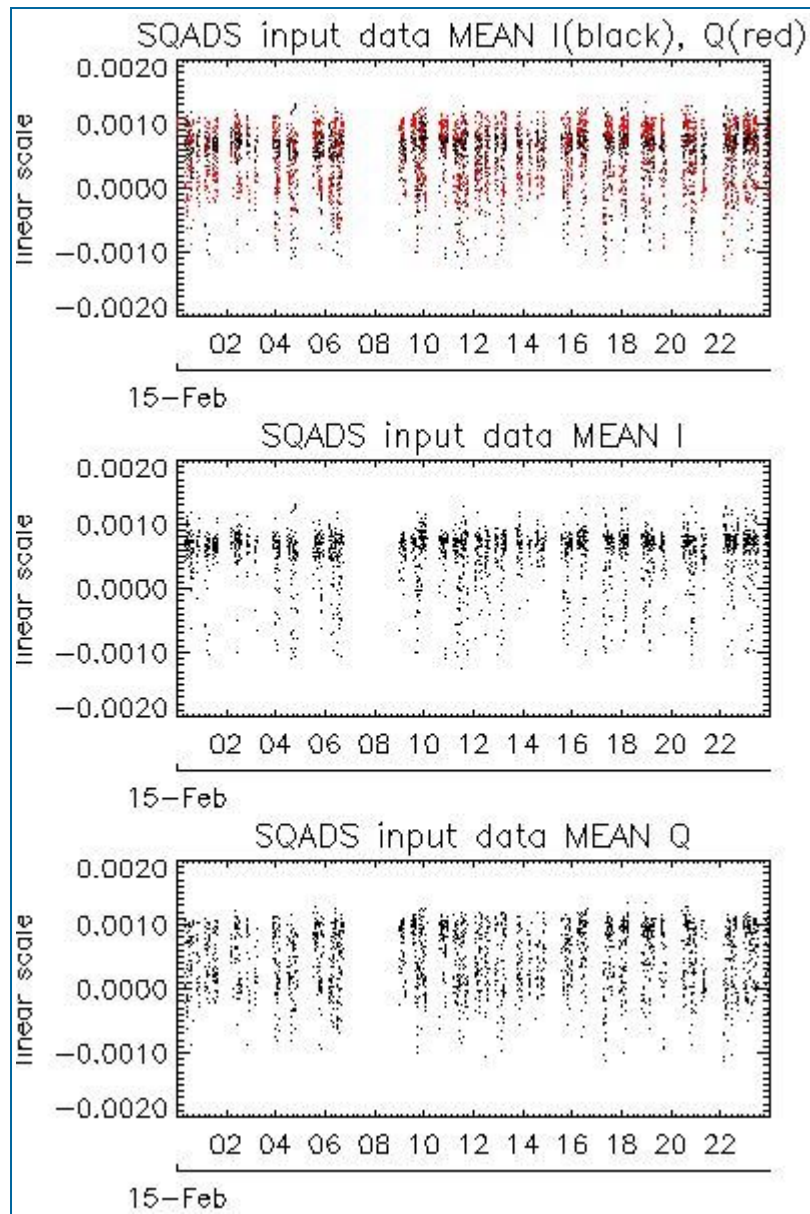 SQADS input data MEAN I(black), Q(red)
0.0020
0.0010
0.0000
−0.0010
−0.0020
linear scale
02 04 06 08 10 12 14 16 18 20 22
15−Feb
SQADS input data MEAN I
0.0020
0.0010
0.0000
−0.0010
−0.0020
linear scale
02 04 06 08 10 12 14 16 18 20 22
15−Feb
SQADS input data MEAN Q
0.0020
0.0010
0.0000
−0.0010
−0.0020
linear scale
02 04 06 08 10 12 14 16 18 20 22
15−Feb